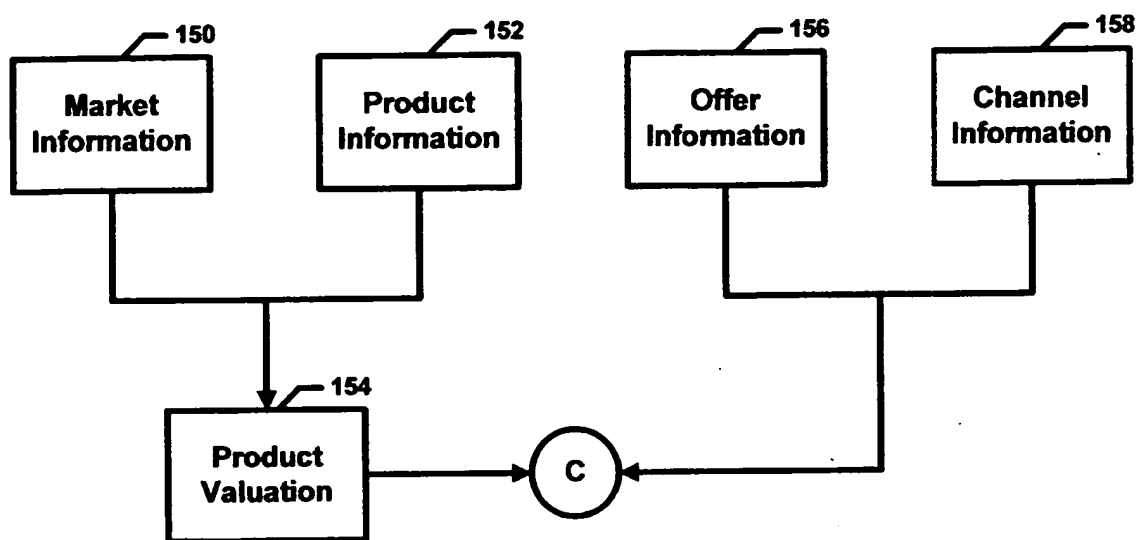 150
152
156
158
Market
Information
Product
Information
Offer
Information
Channel
Information
154
Product
Valuation
C